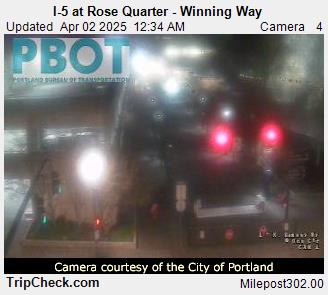 I-5 at Rose Quarter - Winning Way
Updated Apr 02 2025 12:34 AM Camera 4
PBOT
PORTLAND BUREAU OF TRANSPORTATION
Camera courtesy of the City of Portland
TripCheck.com Milepost302.00